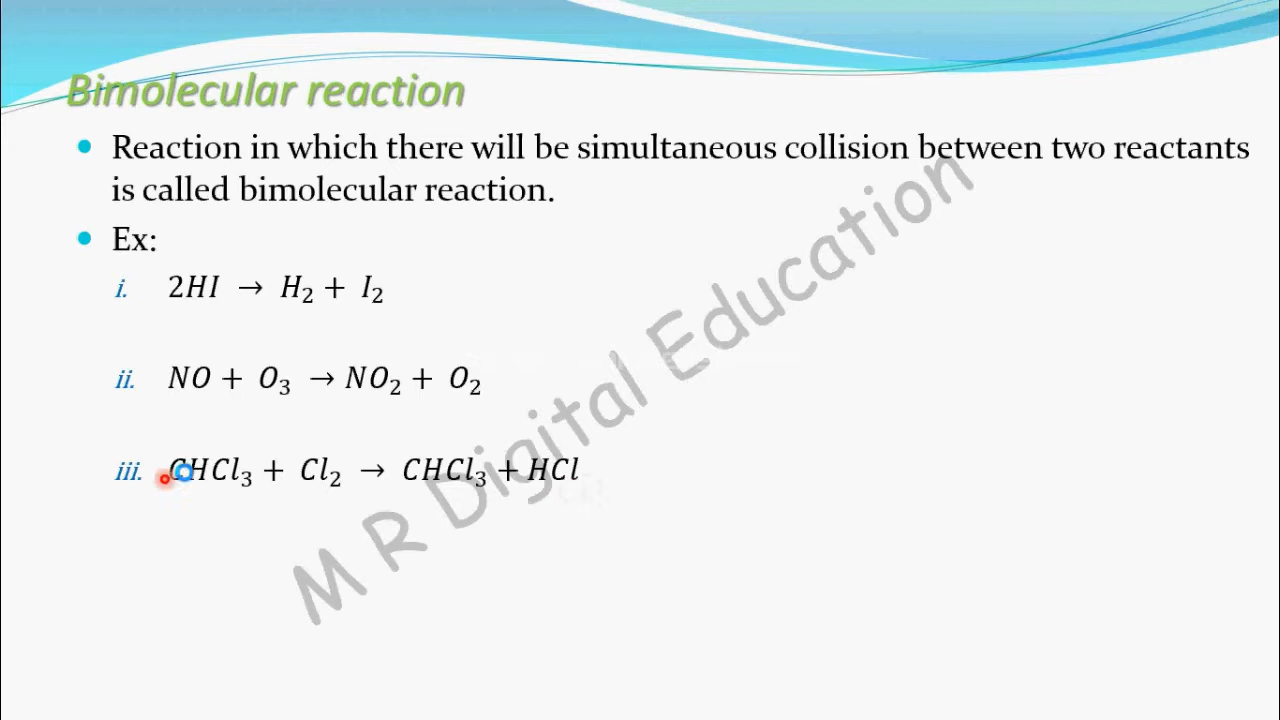 Bimolecular reaction
• Reaction in which there will be simultaneous collision between two reactants
is called bimolecular reaction.
• Ex:
i. 2HI → H₂ + I₂
ii. NO + O₃ → NO₂ + O₂
iii. CHCl₃ + Cl₂ → CHCl₃ + HCl
M R Digital Education